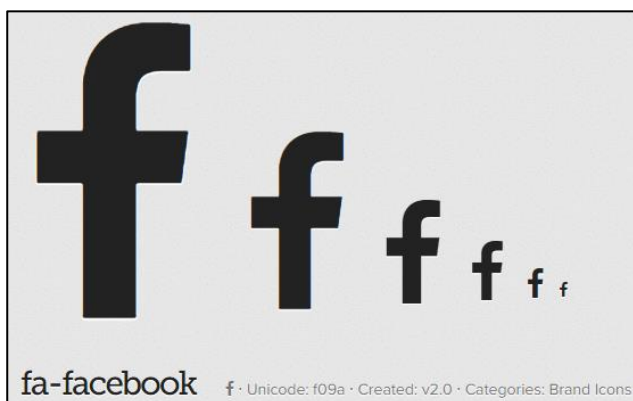 f f f f f f
fa-facebook f · Unicode: f09a · Created: v2.0 · Categories: Brand Icons